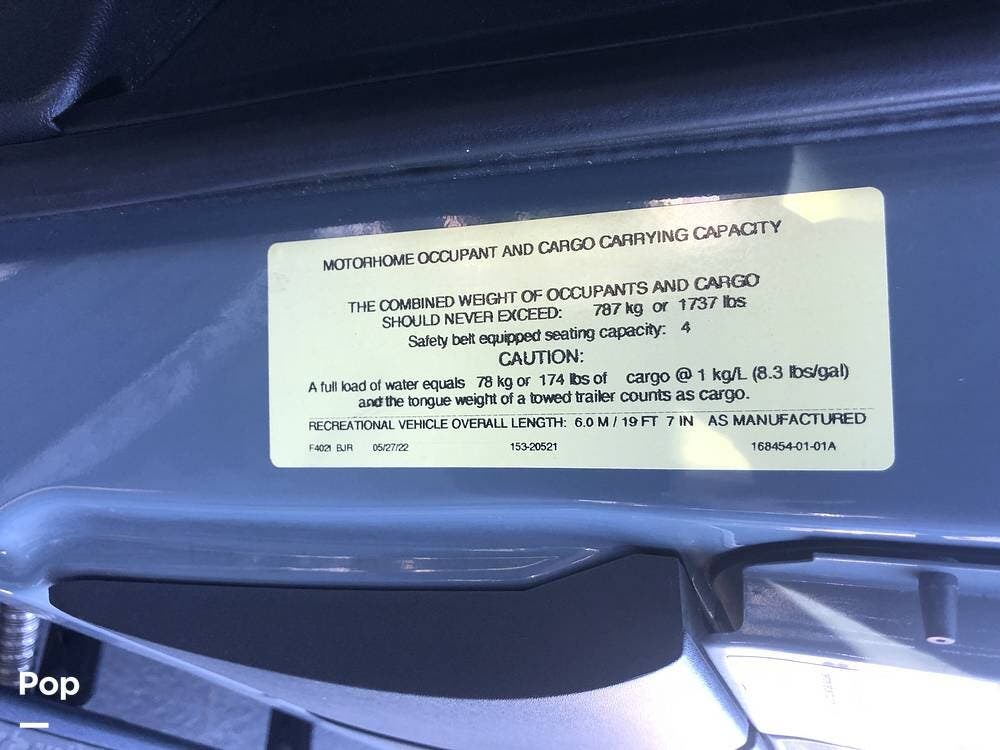 MOTORHOME OCCUPANT AND CARGO CARRYING CAPACITY
THE COMBINED WEIGHT OF OCCUPANTS AND CARGO
SHOULD NEVER EXCEED: 787 kg or 1737 lbs
Safety belt equipped seating capacity: 4
CAUTION:
A full load of water equals 78 kg or 174 lbs of cargo @ 1 kg/L (8.3 lbs/gal)
and the tongue weight of a towed trailer counts as cargo.
RECREATIONAL VEHICLE OVERALL LENGTH: 6.0 M / 19 FT 7 IN AS MANUFACTURED
F402I BJR 05/27/22 153-20521 168454-01-01A
Pop